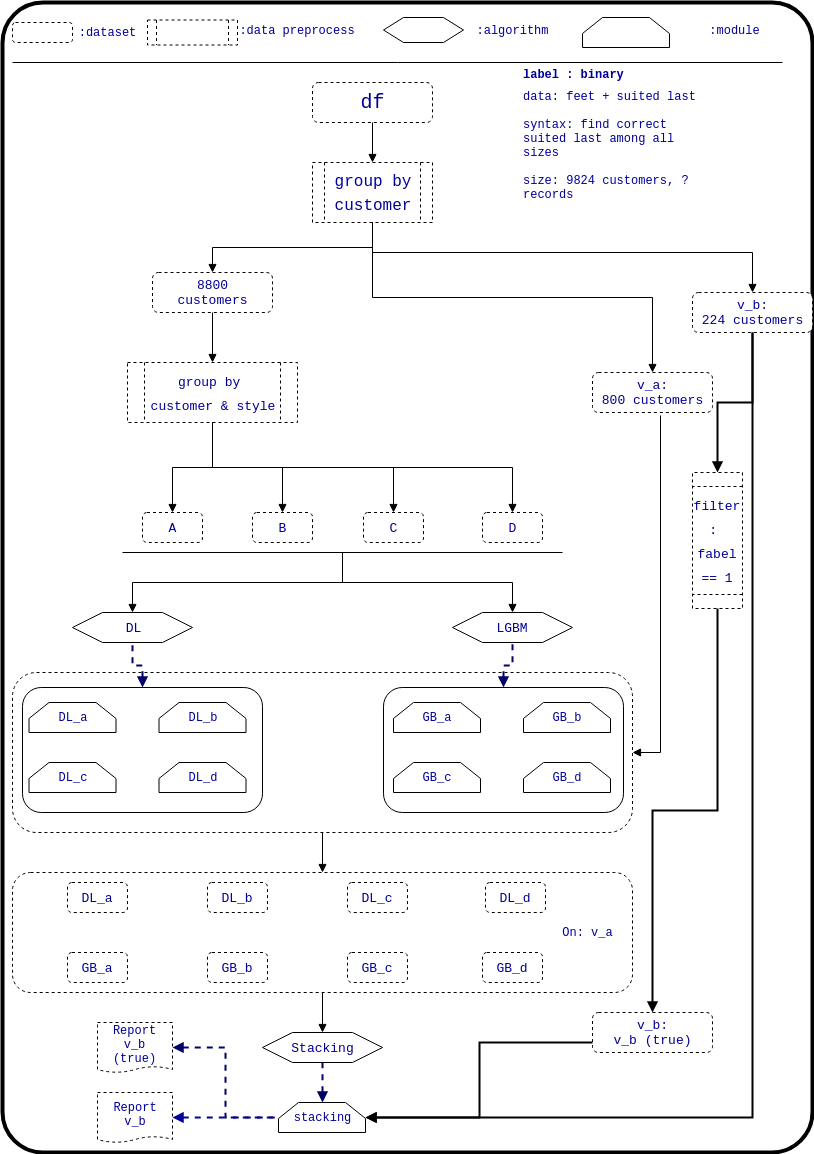 :dataset
:data preprocess
:algorithm
:module
label : binary
data: feet + suited last
syntax: find correct
suited last among all
sizes
size: 9824 customers, ?
records
df
group by
customer
8800
customers
v_b:
224 customers
group by
customer & style
v_a:
800 customers
filter
:
fabel
== 1
A
B
C
D
DL
LGBM
DL_a
DL_b
GB_a
GB_b
DL_c
DL_d
GB_c
GB_d
DL_a
DL_b
DL_c
DL_d
On: v_a
GB_a
GB_b
GB_c
GB_d
Report
v_b
(true)
Stacking
v_b:
v_b (true)
Report
v_b
stacking